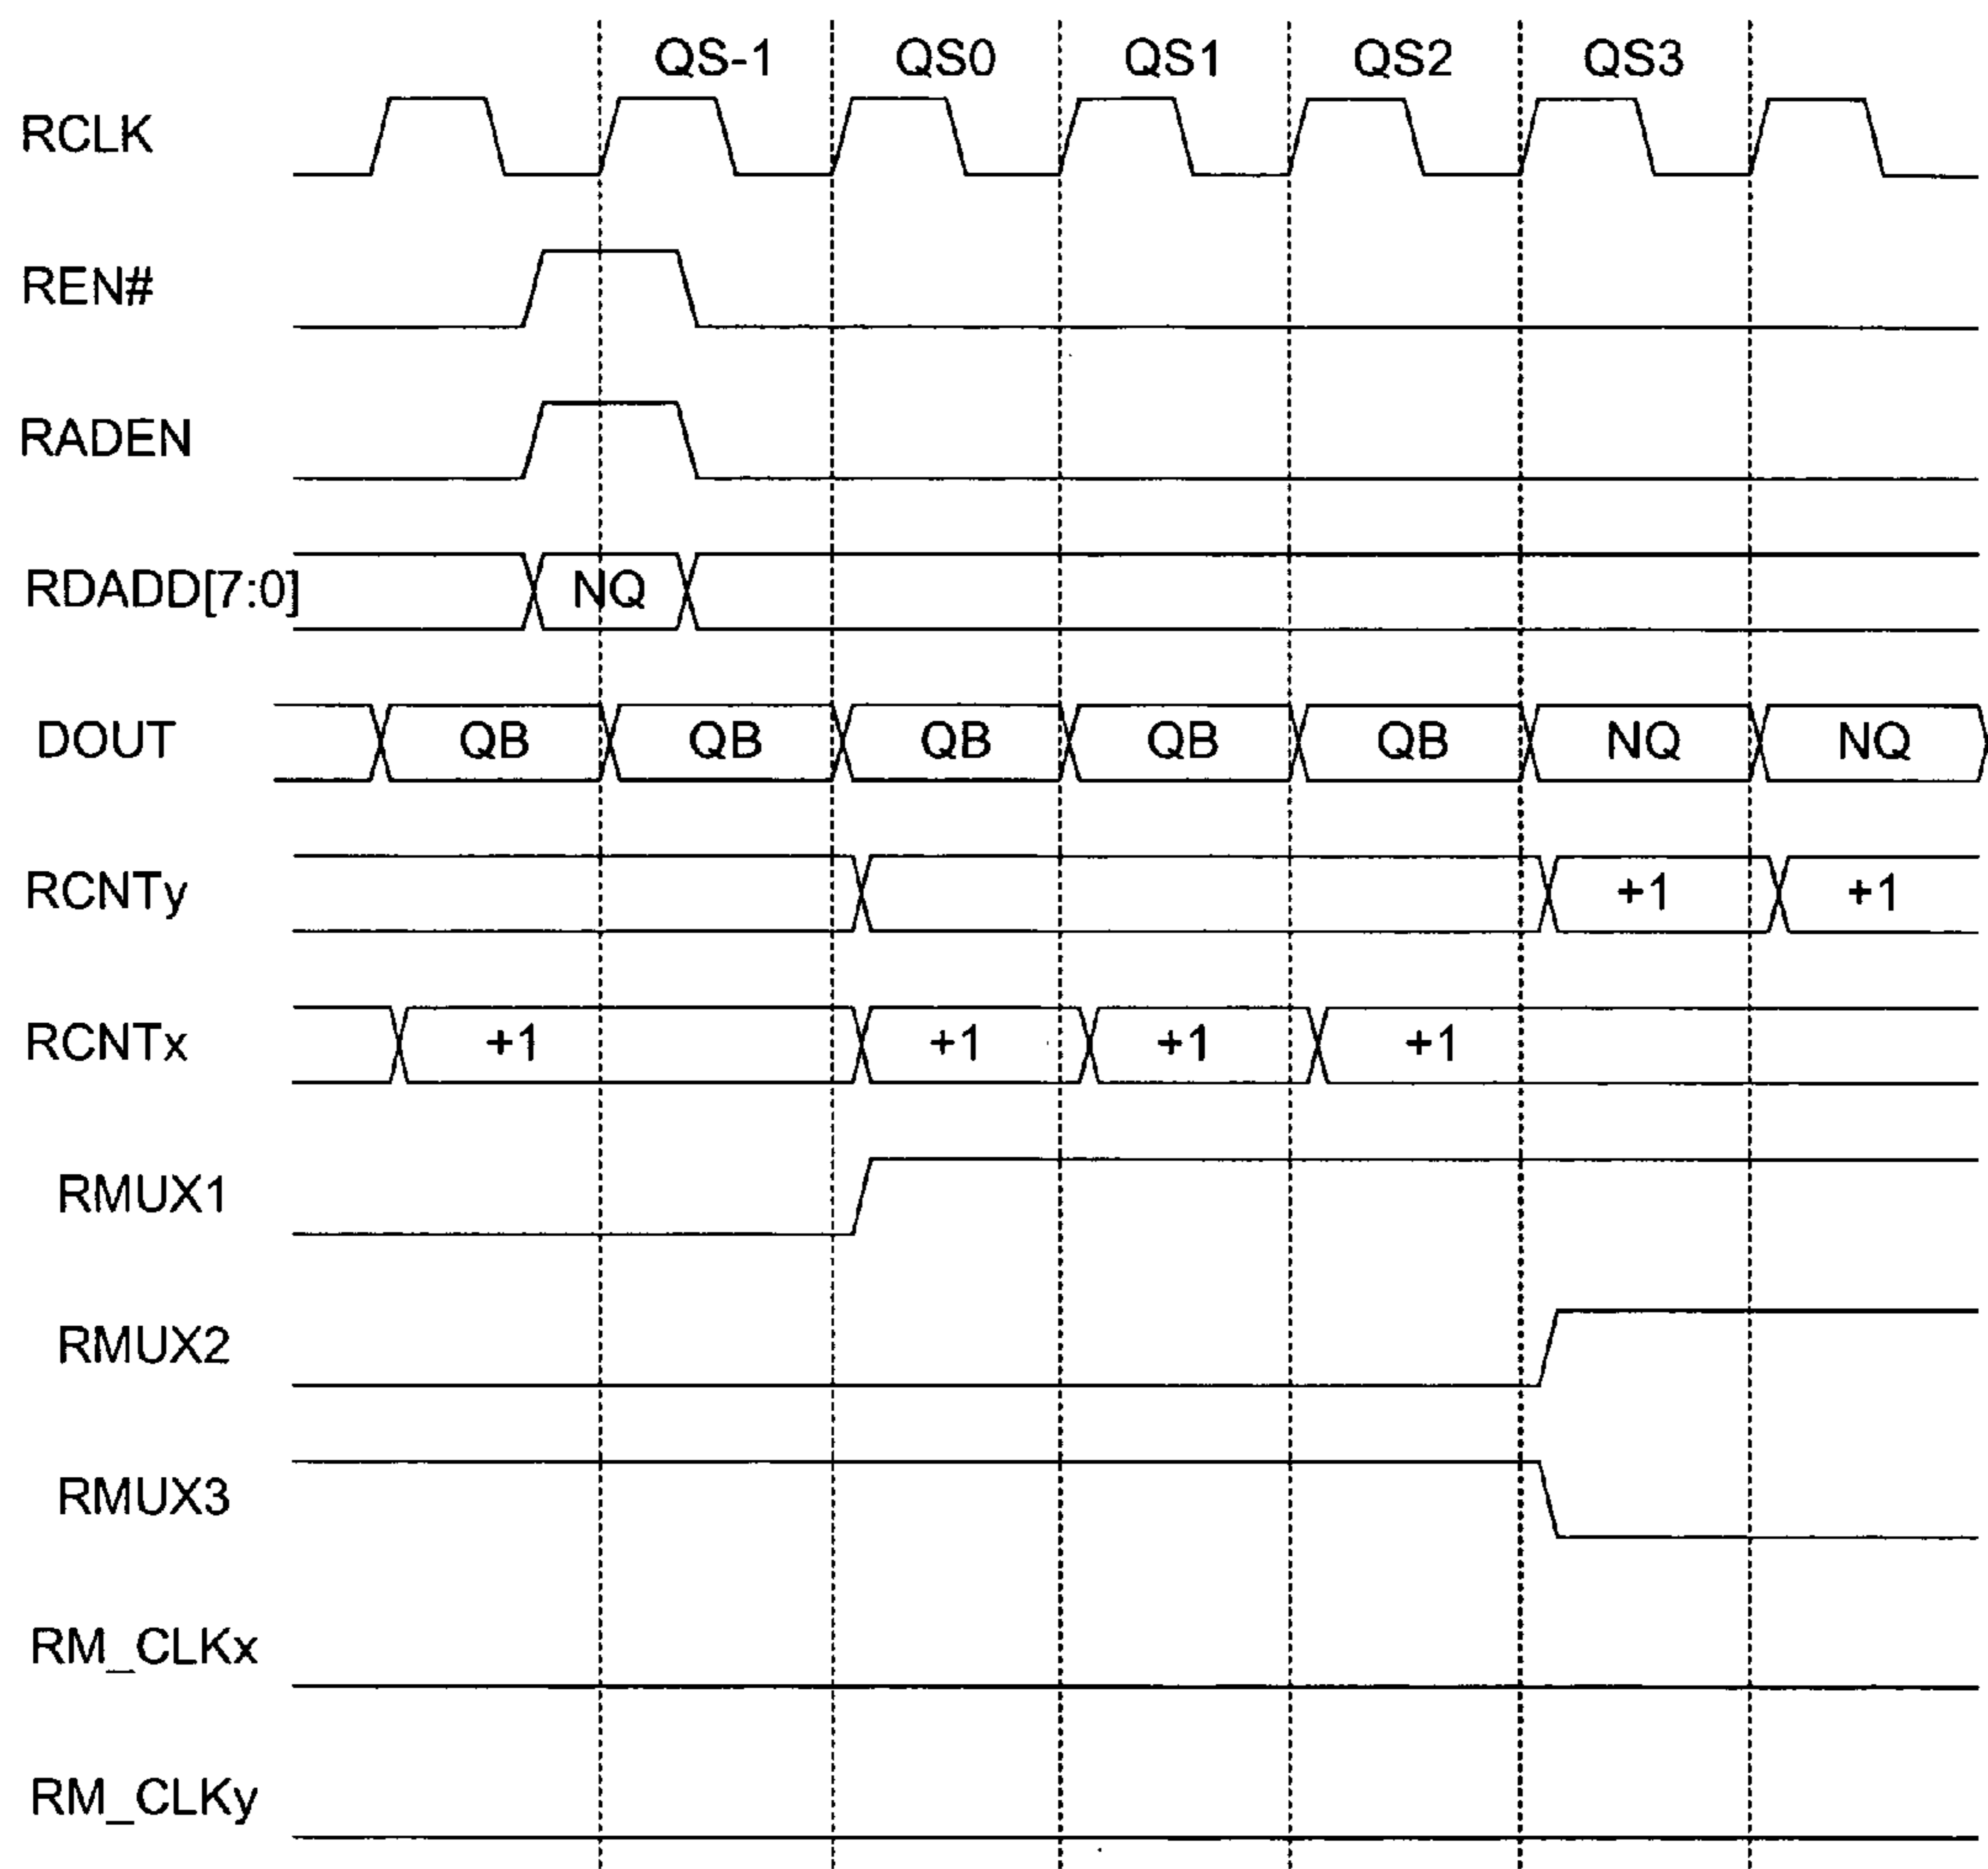 QS-1 QS0 QS1 QS2 QS3
RCLK
REN#
RADEN
RDADD[7:0] NQ
DOUT QB QB QB QB QB NQ NQ
RCNTy +1 +1
RCNTx +1 +1 +1 +1
RMUX1
RMUX2
RMUX3
RM_CLKx
RM_CLKy